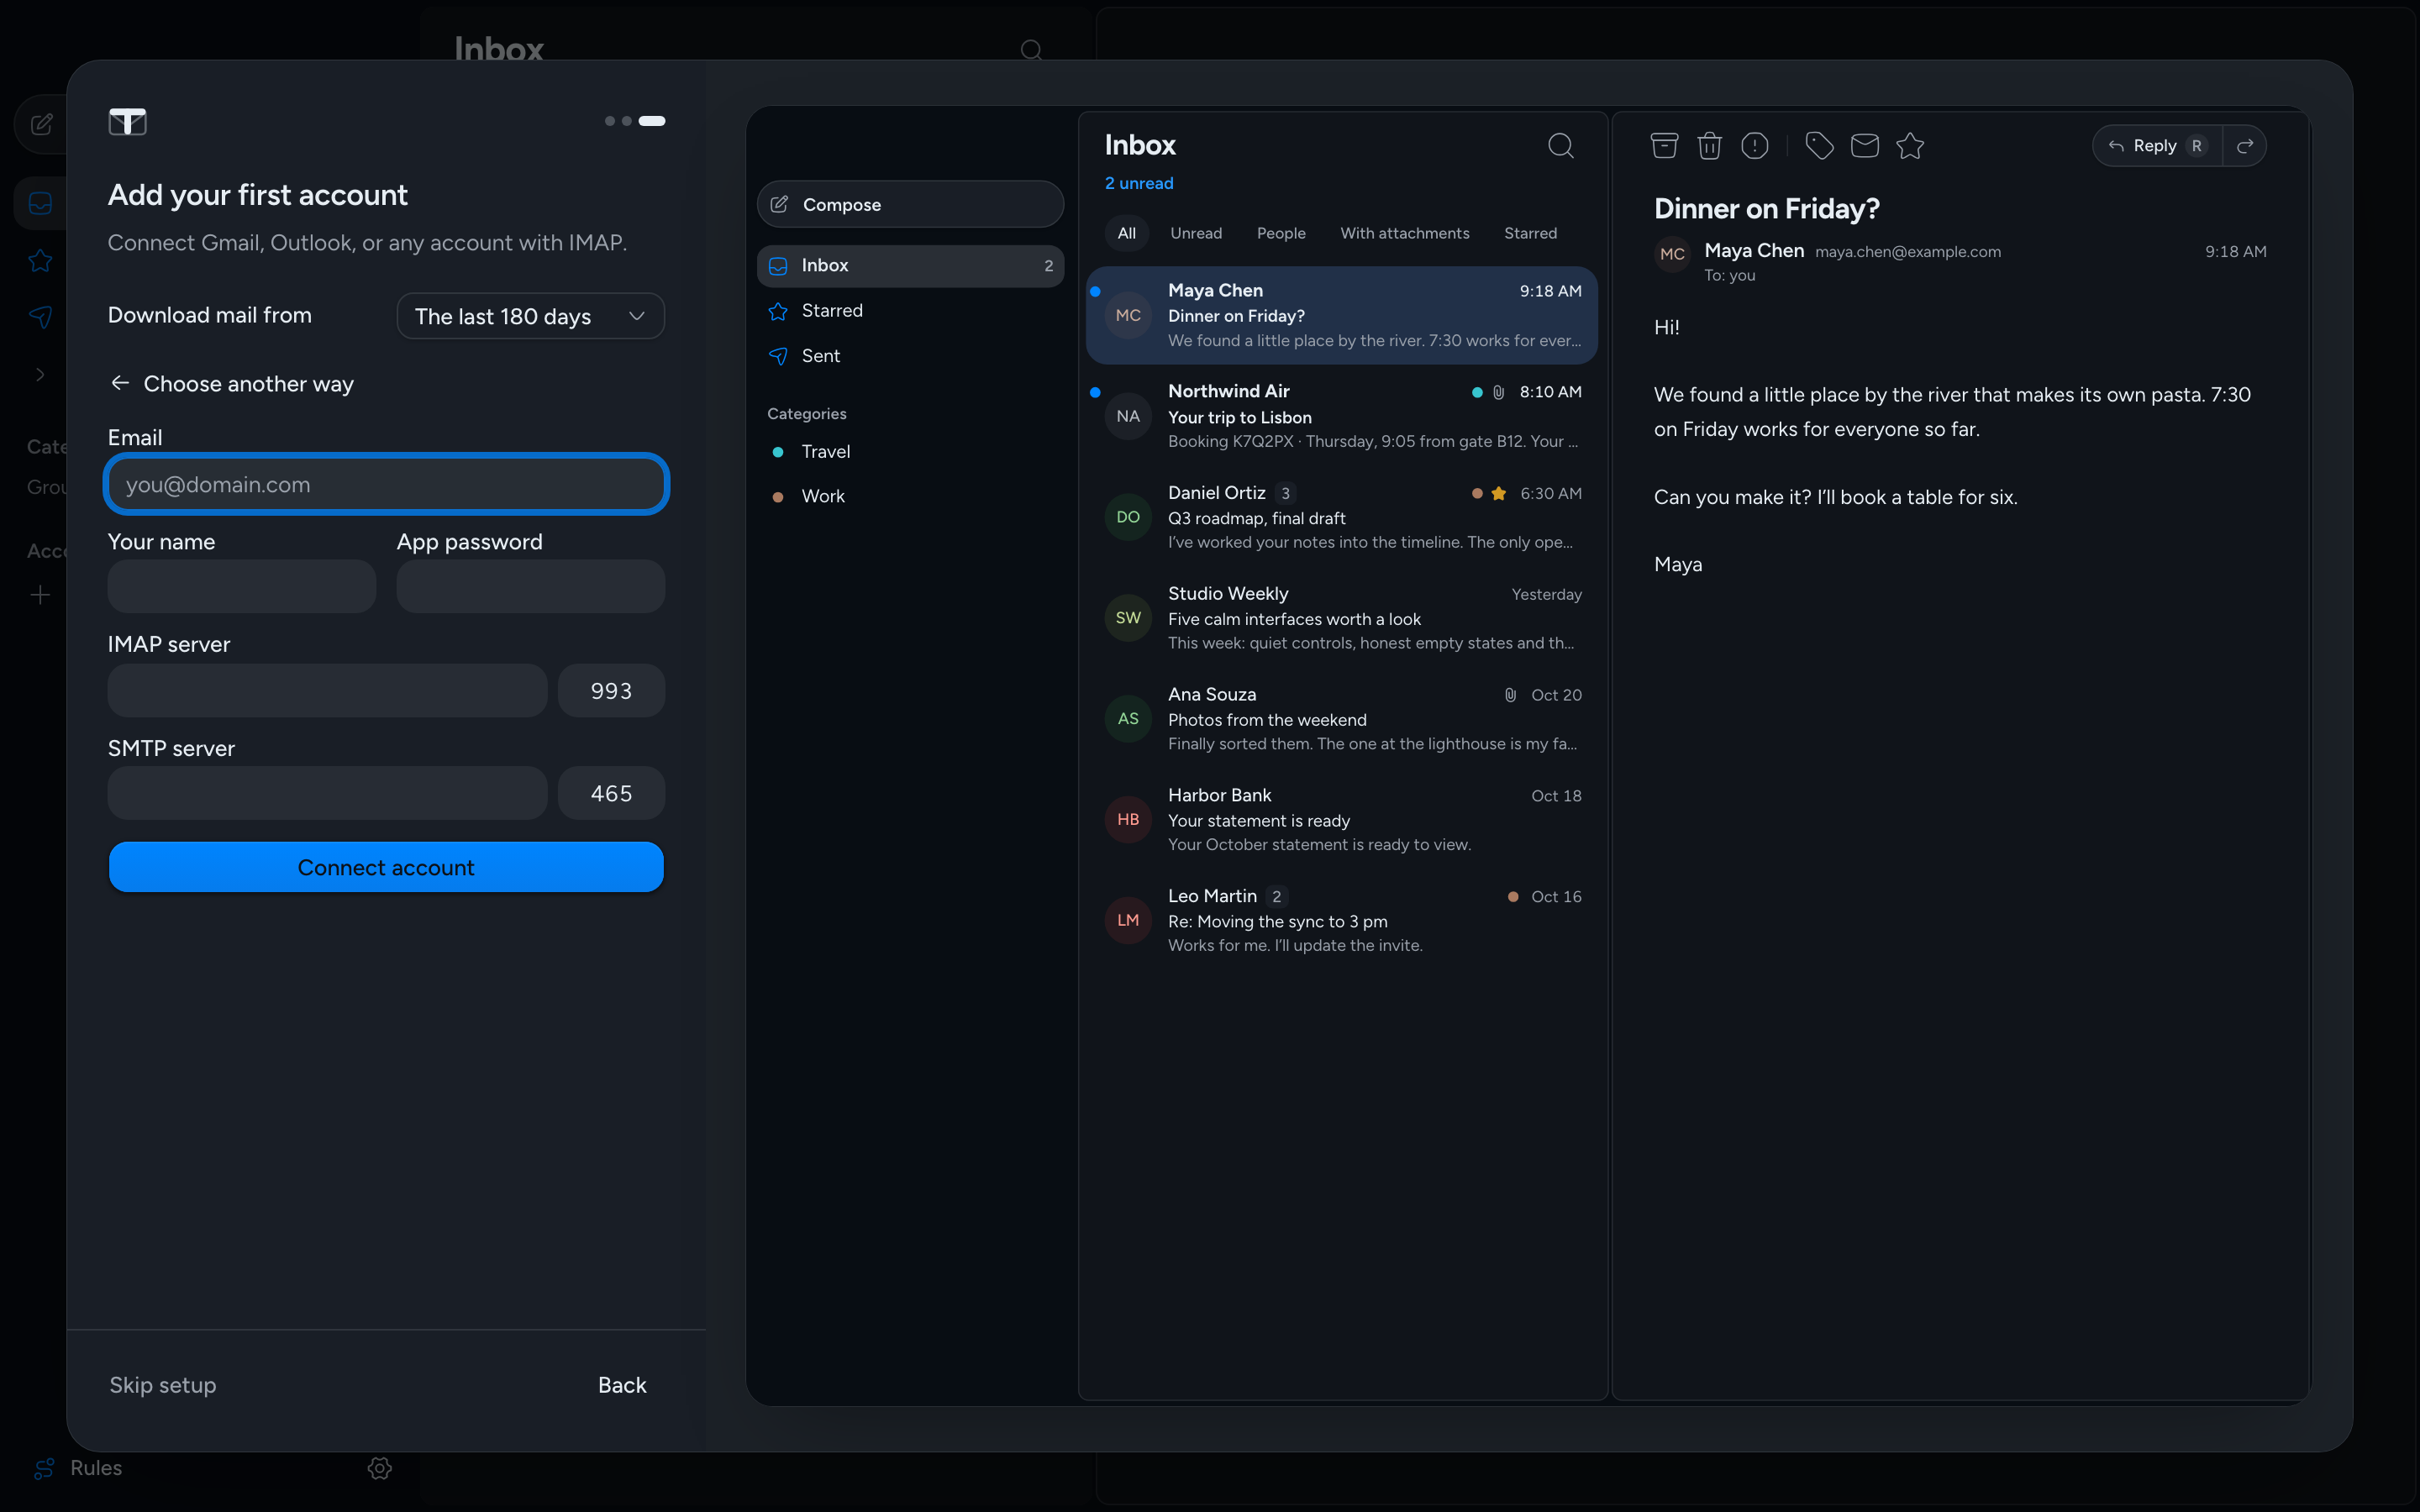 Inbox
Add your first account
Connect Gmail, Outlook, or any account with IMAP.
Download mail from
The last 180 days
Choose another way
Email
you@domain.com
Your name
App password
IMAP server
993
SMTP server
465
Connect account
Skip setup
Back
Rules
Compose
Inbox 2
Starred
Sent
Categories
Travel
Work
Inbox
2 unread
All Unread People With attachments Starred
MC
Maya Chen 9:18 AM
Dinner on Friday?
We found a little place by the river. 7:30 works for ever...
NA
Northwind Air 8:10 AM
Your trip to Lisbon
Booking K7Q2PX · Thursday, 9:05 from gate B12. Your ...
DO
Daniel Ortiz 3 6:30 AM
Q3 roadmap, final draft
I’ve worked your notes into the timeline. The only ope...
SW
Studio Weekly Yesterday
Five calm interfaces worth a look
This week: quiet controls, honest empty states and th...
AS
Ana Souza Oct 20
Photos from the weekend
Finally sorted them. The one at the lighthouse is my fa...
HB
Harbor Bank Oct 18
Your statement is ready
Your October statement is ready to view.
LM
Leo Martin 2 Oct 16
Re: Moving the sync to 3 pm
Works for me. I’ll update the invite.
Reply R
Dinner on Friday?
MC
Maya Chen maya.chen@example.com 9:18 AM
To: you
Hi!
We found a little place by the river that makes its own pasta. 7:30
on Friday works for everyone so far.
Can you make it? I’ll book a table for six.
Maya